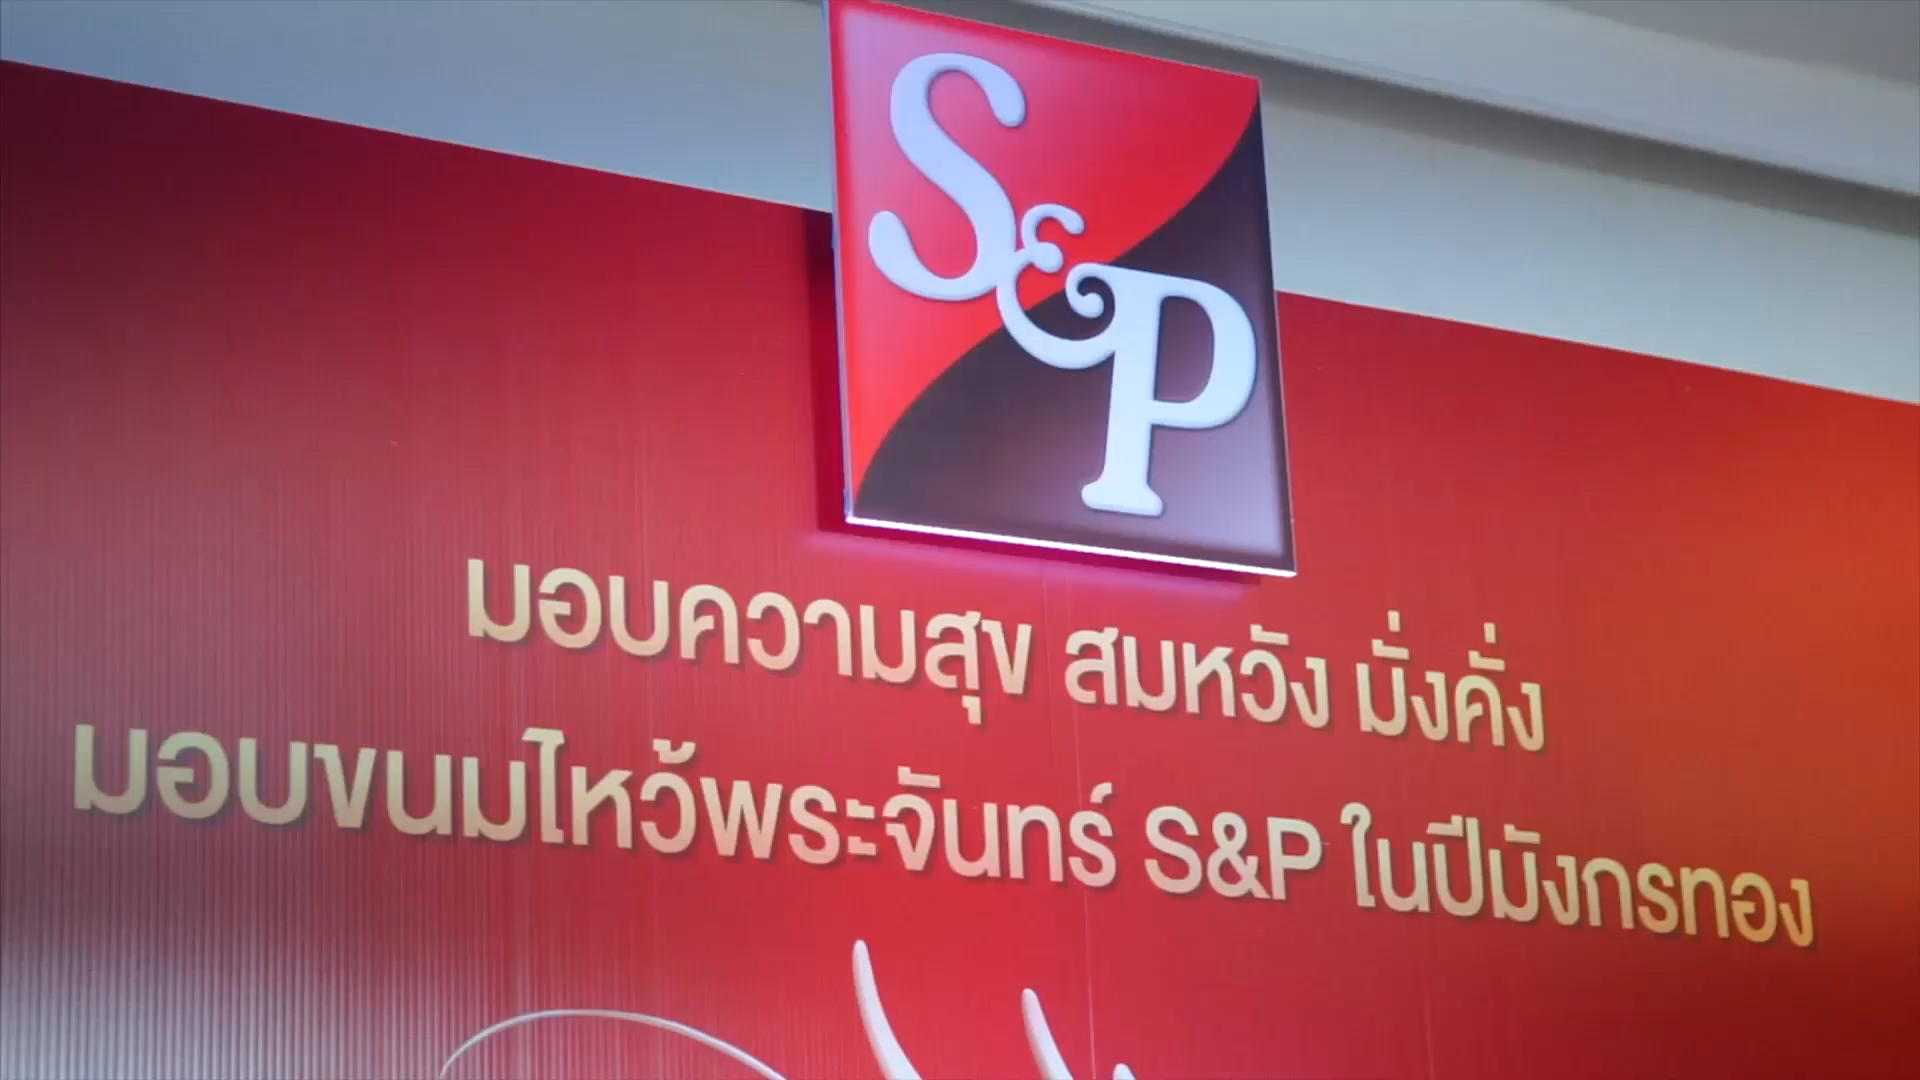 S&P
มอบความสุข สมหวัง มั่งคั่ง
มอบขนมไหว้พระจันทร์ S&P ในปีมังกรทอง